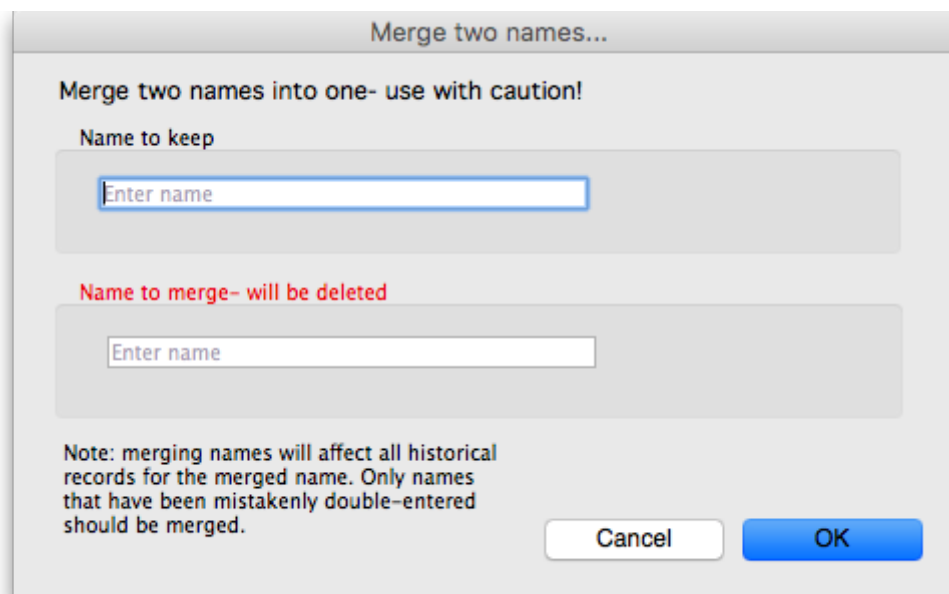 Merge two names...
Merge two names into one- use with caution!
Name to keep
Enter name
Name to merge- will be deleted
Enter name
Note: merging names will affect all historical
records for the merged name. Only names
that have been mistakenly double-entered
should be merged.
Cancel
OK